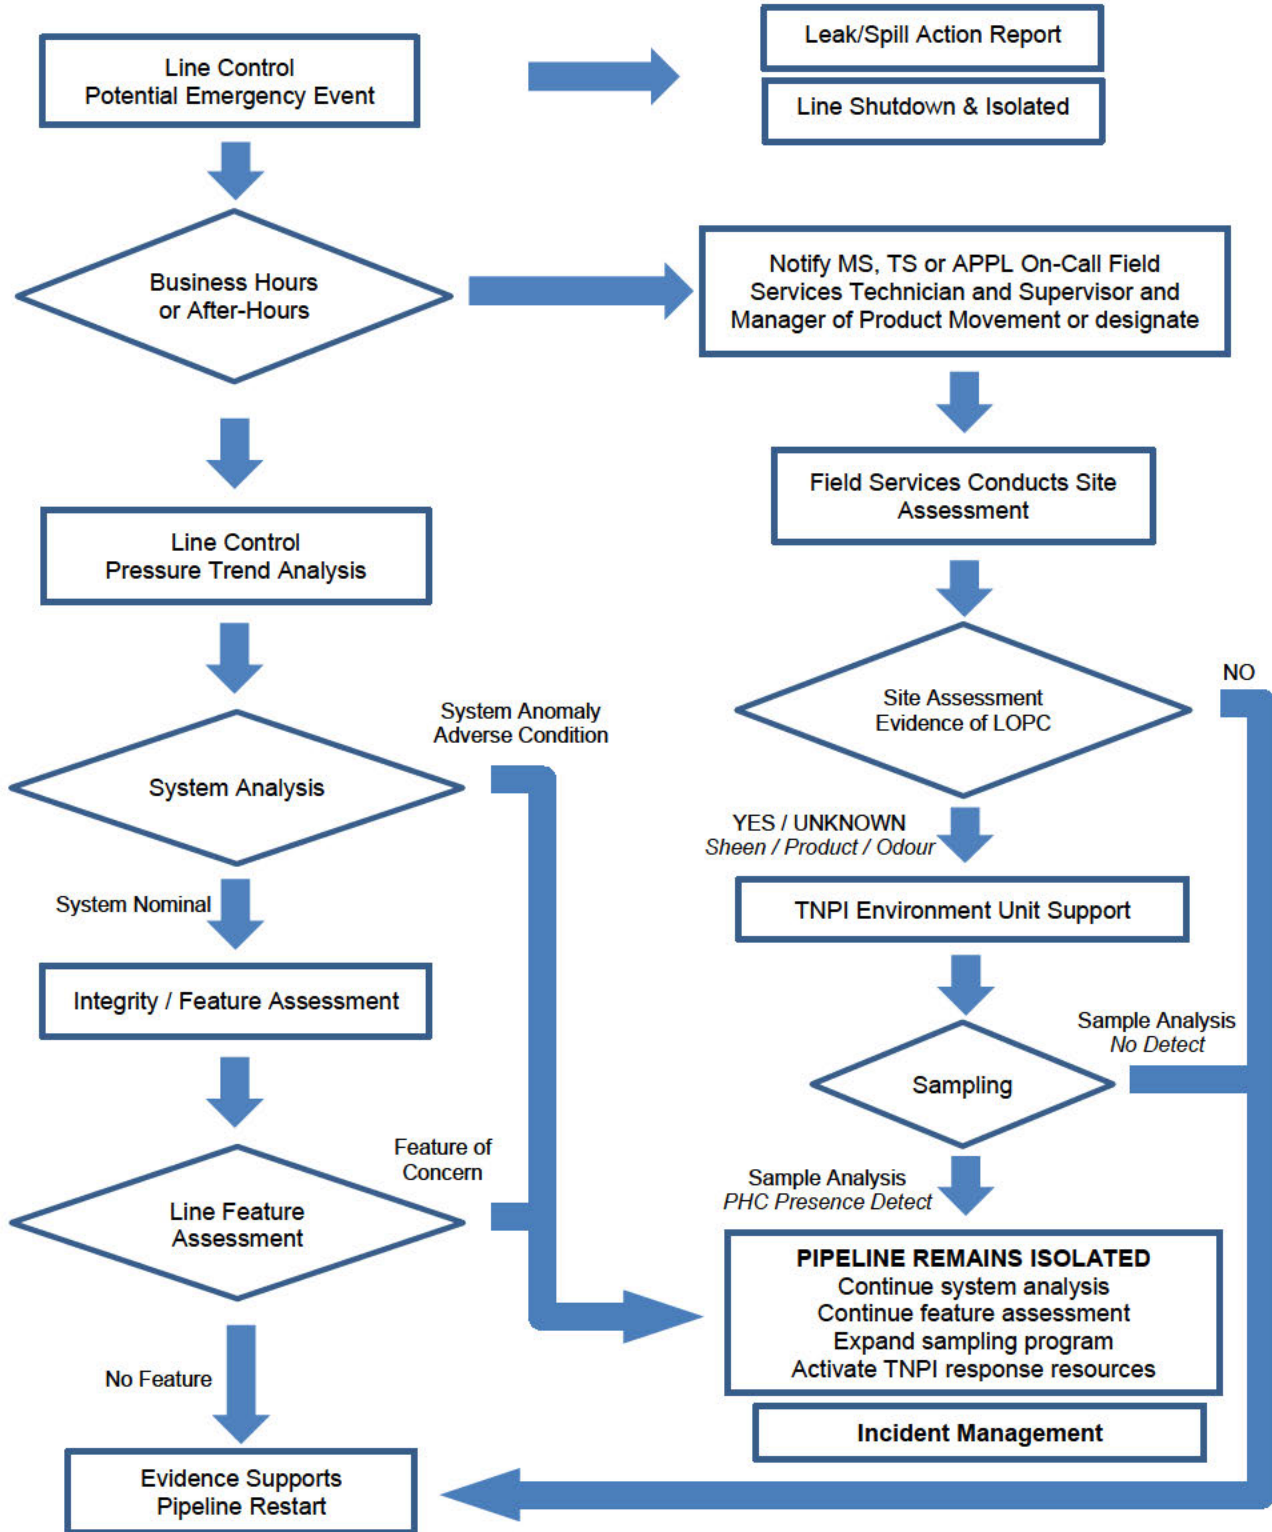 Line Control
Potential Emergency Event
Leak/Spill Action Report
Line Shutdown & Isolated
Business Hours
or After-Hours
Notify MS, TS or APPL On-Call Field
Services Technician and Supervisor and
Manager of Product Movement or designate
Field Services Conducts Site
Assessment
Line Control
Pressure Trend Analysis
Site Assessment
Evidence of LOPC
NO
System Anomaly
Adverse Condition
System Analysis
YES / UNKNOWN
Sheen / Product / Odour
System Nominal
TNPI Environment Unit Support
Integrity / Feature Assessment
Sample Analysis
No Detect
Sampling
Feature of
Concern
Sample Analysis
PHC Presence Detect
Line Feature
Assessment
PIPELINE REMAINS ISOLATED
Continue system analysis
Continue feature assessment
Expand sampling program
Activate TNPI response resources
No Feature
Incident Management
Evidence Supports
Pipeline Restart